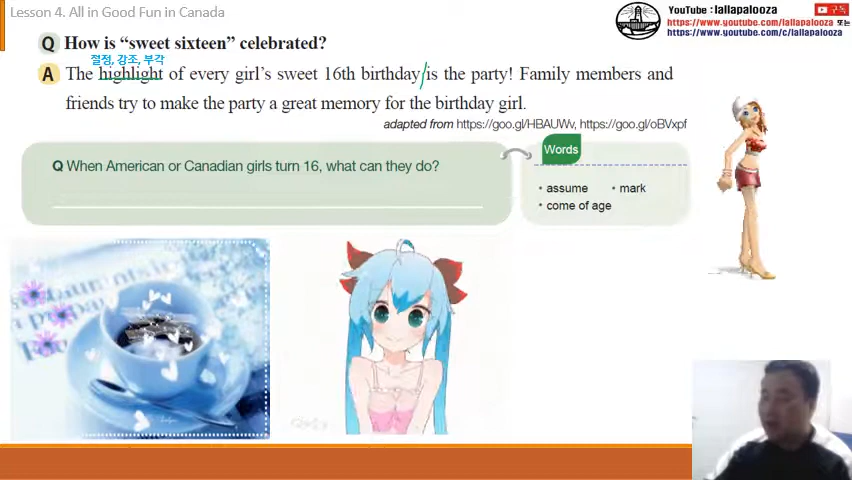 Lesson 4. All in Good Fun in Canada
YouTube : lallapalooza 구독
https://www.youtube.com/lallapalooza 또는
https://www.youtube.com/c/lallapalooza
Q How is “sweet sixteen” celebrated?
절정, 강조, 부각
A The highlight of every girl’s sweet 16th birthday is the party! Family members and
friends try to make the party a great memory for the birthday girl.
adapted from https://goo.gl/HBAUWv, https://goo.gl/oBVxpf
Q When American or Canadian girls turn 16, what can they do?
Words
• assume • mark
• come of age